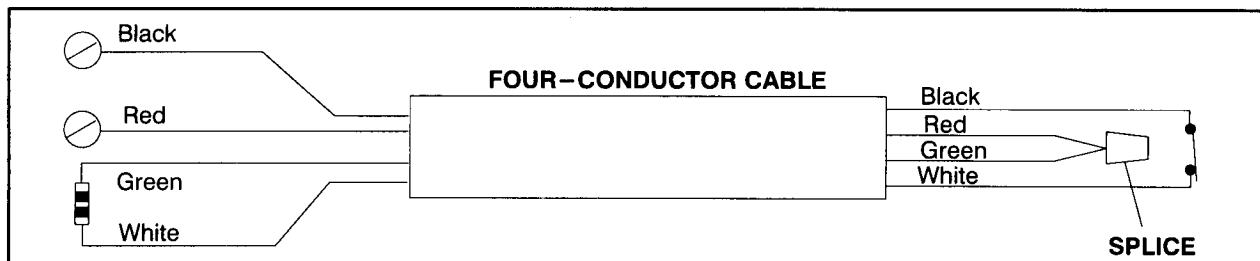 Black
Red
Green
White
FOUR-CONDUCTOR CABLE
Black
Red
Green
White
SPLICE